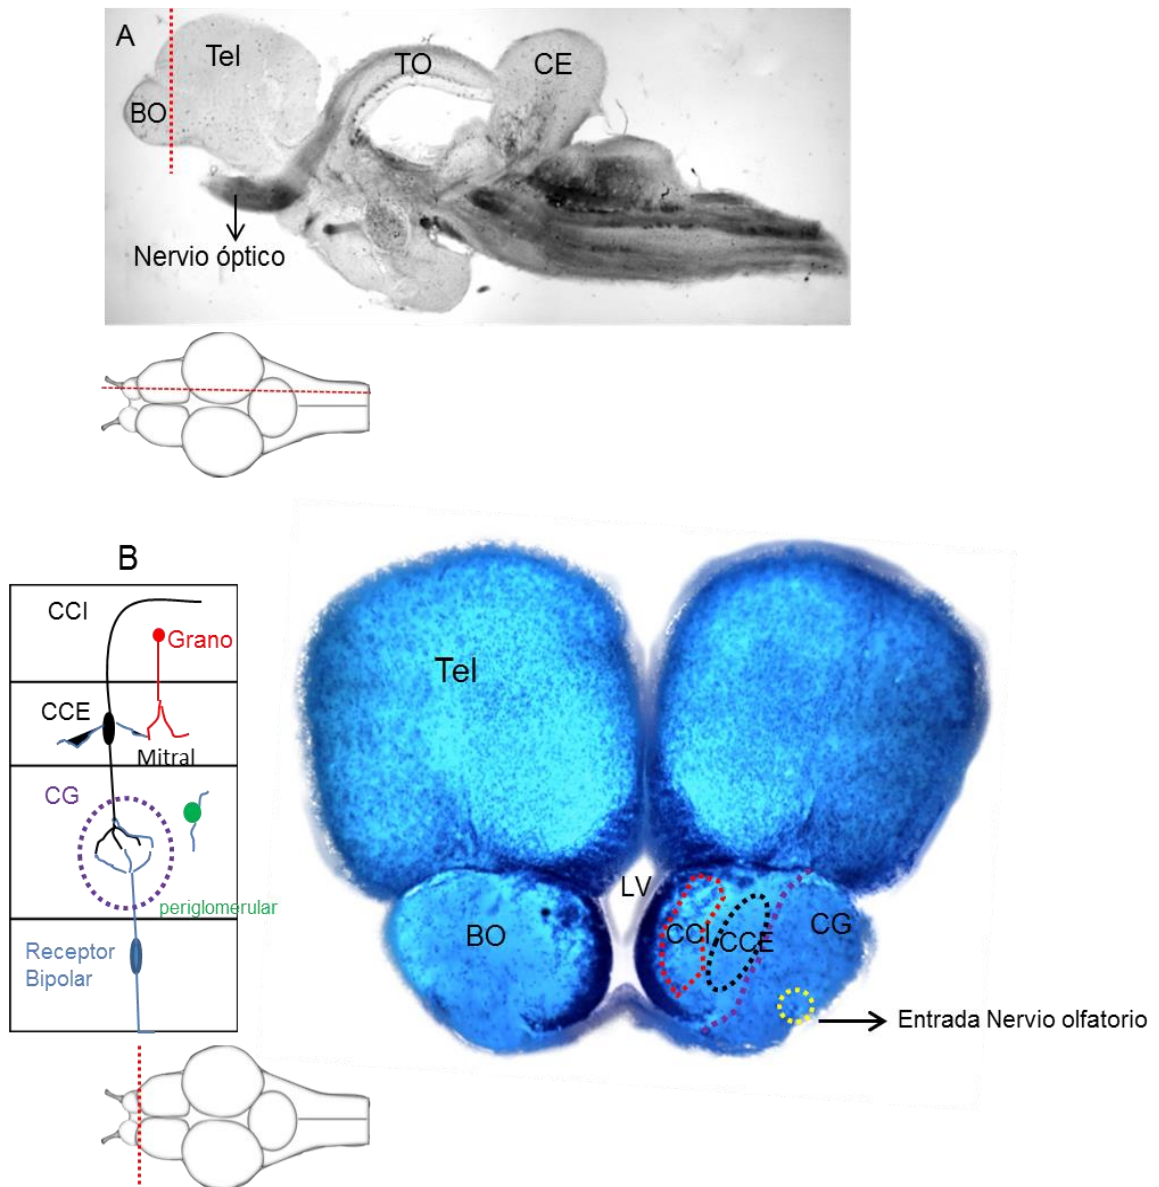 A
Tel
TO
CE
BO
Nervio óptico
B
CCI
Grano
CCE
Mitral
CG
periglomerular
Receptor
Bipolar
Tel
LV
BO
CCI
CCE
CG
Entrada Nervio olfatorio